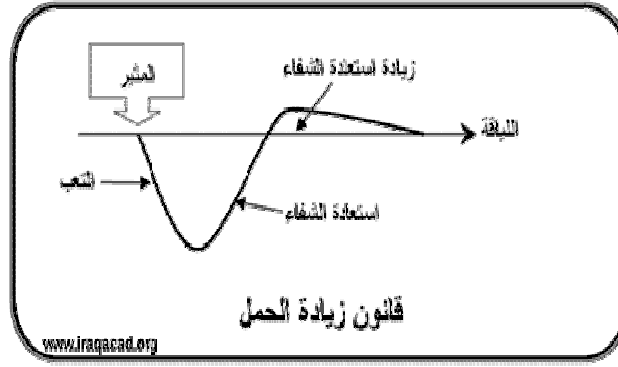 المثير
زيادة استعادة الشفاء
اللياقة
التعب
استعادة الشفاء
قانون زيادة الحمل
www.iraqacad.org